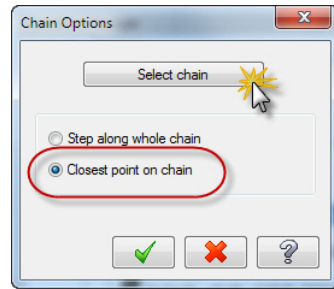 Chain Options
Select chain
Step along whole chain
Closest point on chain